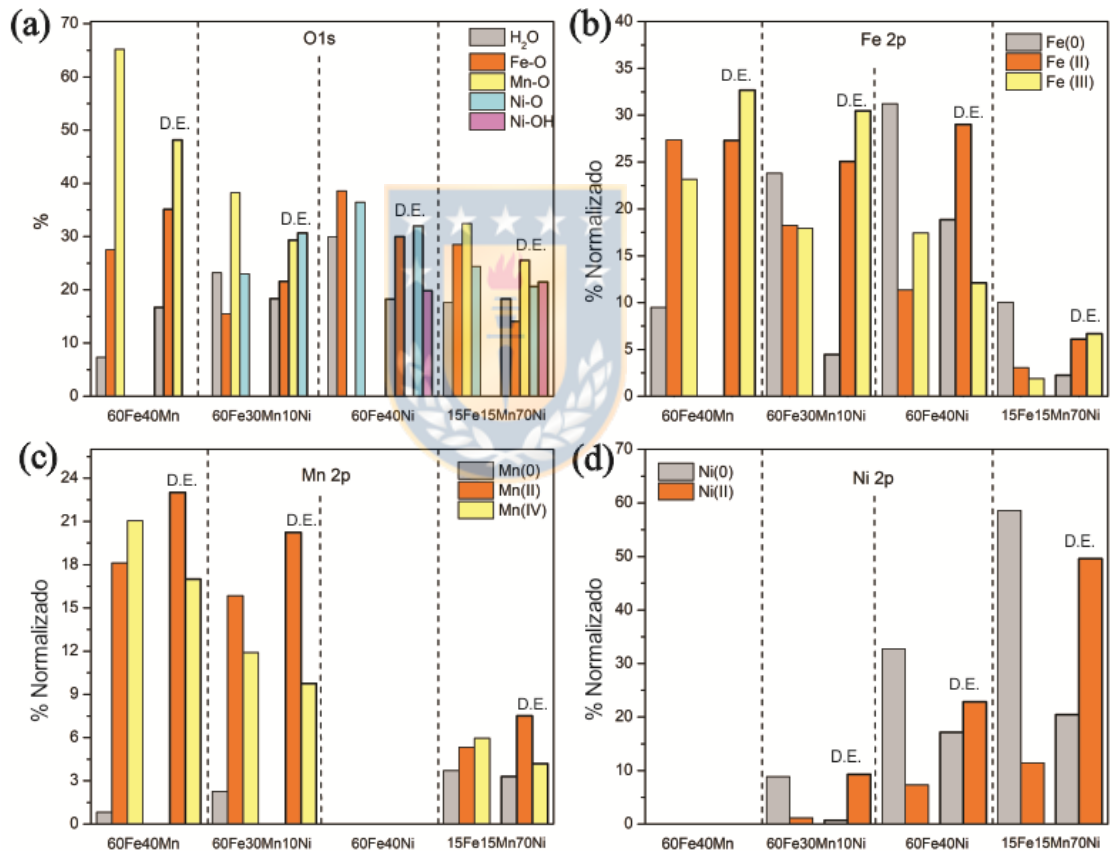 (a)
O1s
H₂O
Fe-O
Mn-O
Ni-O
Ni-OH
D.E.
D.E.
D.E.
D.E.
%
70
60
50
40
30
20
10
0
60Fe40Mn
60Fe30Mn10Ni
60Fe40Ni
15Fe15Mn70Ni
(b)
Fe 2p
Fe(0)
Fe (II)
Fe (III)
D.E.
D.E.
D.E.
D.E.
% Normalizado
40
35
30
25
20
15
10
5
0
60Fe40Mn
60Fe30Mn10Ni
60Fe40Ni
15Fe15Mn70Ni
(c)
Mn 2p
Mn(0)
Mn(II)
Mn(IV)
D.E.
D.E.
D.E.
% Normalizado
24
21
18
15
12
9
6
3
0
60Fe40Mn
60Fe30Mn10Ni
60Fe40Ni
15Fe15Mn70Ni
(d)
Ni 2p
Ni(0)
Ni(II)
D.E.
D.E.
D.E.
% Normalizado
70
60
50
40
30
20
10
0
60Fe40Mn
60Fe30Mn10Ni
60Fe40Ni
15Fe15Mn70Ni